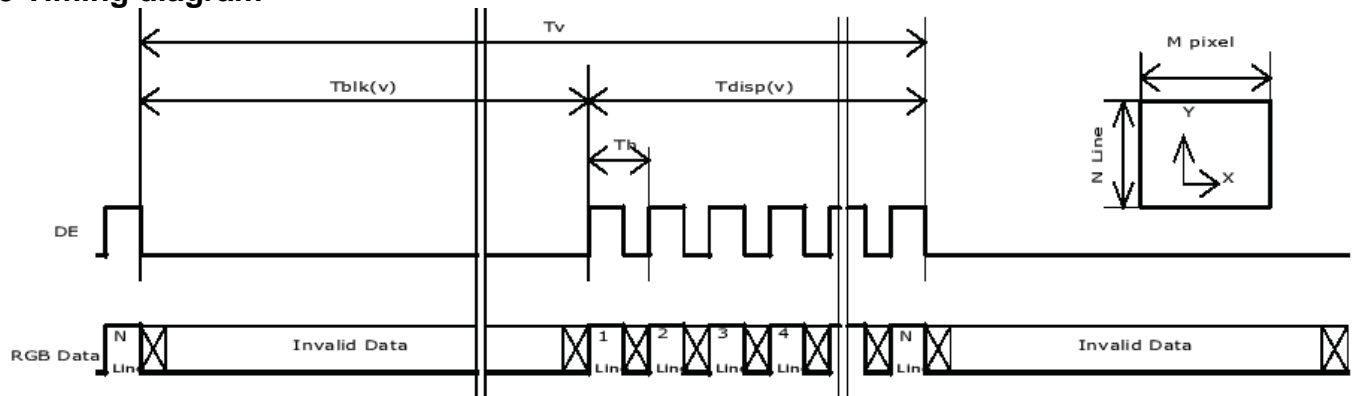 Timing diagram
Tv
M pixel
Tblk(v)
Tdisp(v)
Th
N Line
Y
X
DE
RGB Data
N
Line
Invalid Data
1
Line
2
Line
3
Line
4
Line
N
Line
Invalid Data